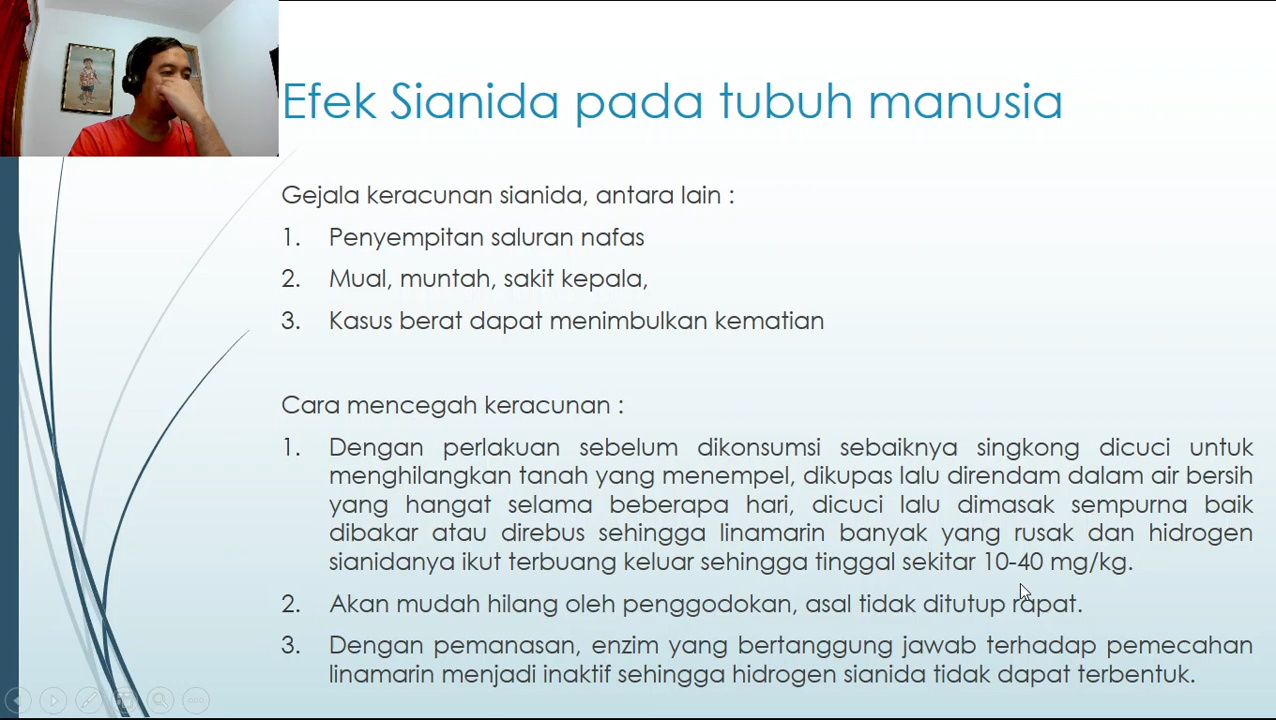 Efek Sianida pada tubuh manusia
Gejala keracunan sianida, antara lain :
1. Penyempitan saluran nafas
2. Mual, muntah, sakit kepala,
3. Kasus berat dapat menimbulkan kematian
Cara mencegah keracunan :
1. Dengan perlakuan sebelum dikonsumsi sebaiknya singkong dicuci untuk
menghilangkan tanah yang menempel, dikupas lalu direndam dalam air bersih
yang hangat selama beberapa hari, dicuci lalu dimasak sempurna baik
dibakar atau direbus sehingga linamarin banyak yang rusak dan hidrogen
sianidanya ikut terbuang keluar sehingga tinggal sekitar 10-40 mg/kg.
2. Akan mudah hilang oleh penggodokan, asal tidak ditutup rapat.
3. Dengan pemanasan, enzim yang bertanggung jawab terhadap pemecahan
linamarin menjadi inaktif sehingga hidrogen sianida tidak dapat terbentuk.